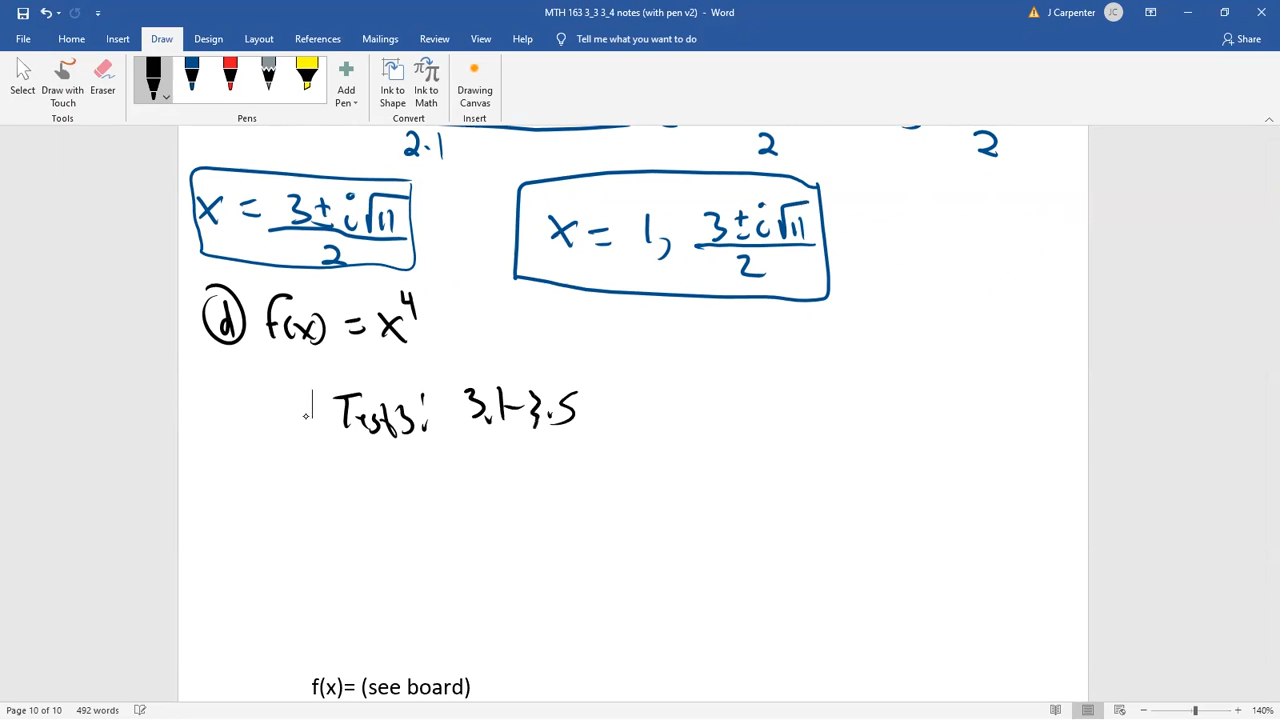 MTH 163 3_3 3_4 notes (with pen v2) - Word
J Carpenter JC
File Home Insert Draw Design Layout References Mailings Review View Help Tell me what you want to do Share
Select Draw with Touch Eraser Add Pen Ink to Shape Ink to Math Drawing Canvas
Tools Pens Convert Insert
2·1 2 2
x = 3±i√11 / 2
x = 1, 3±i√11 / 2
d f(x) = x⁴
Test 3: 3.1-3.5
f(x)= (see board)
Page 10 of 10 492 words 140%